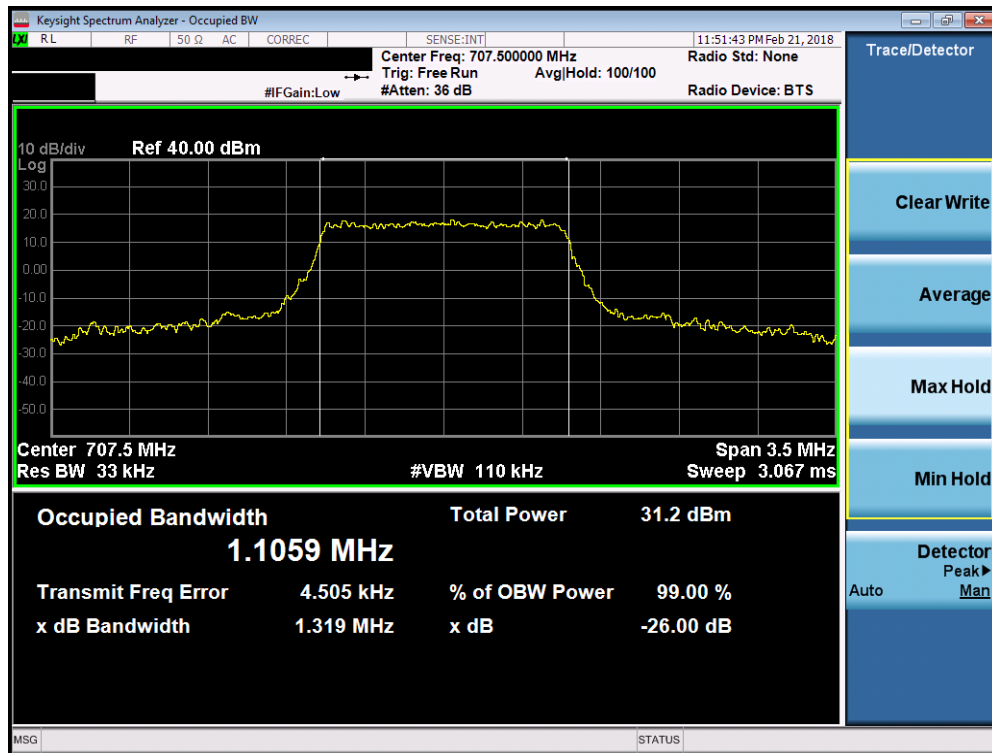 Keysight Spectrum Analyzer - Occupied BW
LXI RL RF 50 Ω AC CORREC SENSE:INT 11:51:43 PM Feb 21, 2018
Center Freq: 707.500000 MHz Radio Std: None
Trig: Free Run Avg|Hold: 100/100
#IFGain:Low #Atten: 36 dB Radio Device: BTS
10 dB/div Ref 40.00 dBm
Log
30.0
20.0
10.0
0.00
-10.0
-20.0
-30.0
-40.0
-50.0
Center 707.5 MHz Span 3.5 MHz
Res BW 33 kHz #VBW 110 kHz Sweep 3.067 ms
Occupied Bandwidth Total Power 31.2 dBm
1.1059 MHz
Transmit Freq Error 4.505 kHz % of OBW Power 99.00 %
x dB Bandwidth 1.319 MHz x dB -26.00 dB
MSG STATUS
Trace/Detector
Clear Write
Average
Max Hold
Min Hold
Detector
Peak▶
Auto Man